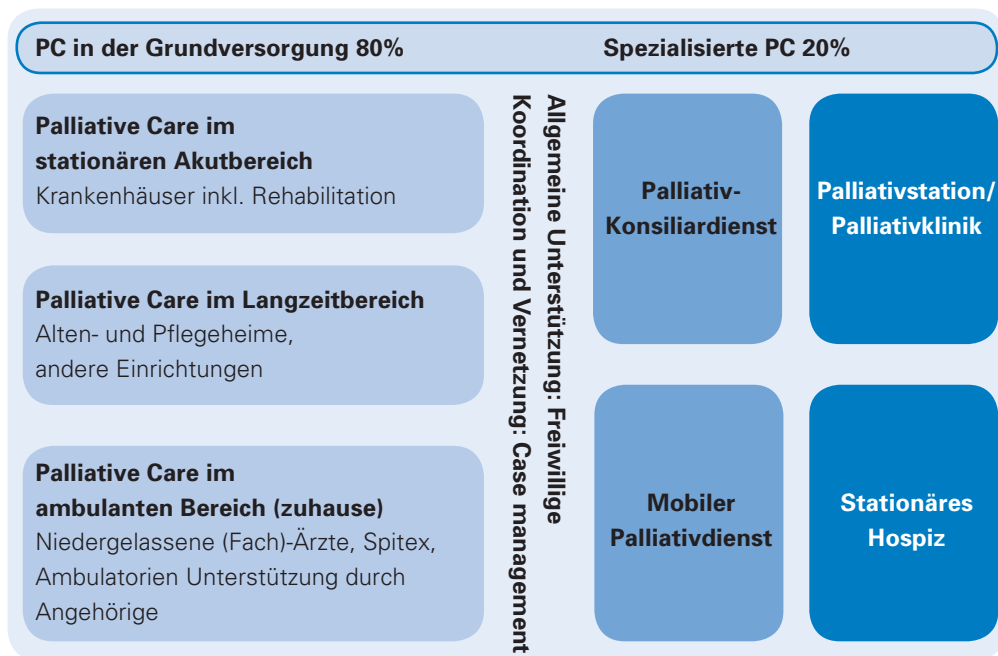 PC in der Grundversorgung 80%
Spezialisierte PC 20%
Palliative Care im
stationären Akutbereich
Krankenhäuser inkl. Rehabilitation
Palliative Care im Langzeitbereich
Alten- und Pflegeheime,
andere Einrichtungen
Palliative Care im
ambulanten Bereich (zuhause)
Niedergelassene (Fach)-Ärzte, Spitex,
Ambulatorien Unterstützung durch
Angehörige
Allgemeine Unterstützung: Freiwillige
Koordination und Vernetzung: Case management
Palliativ-
Konsiliardienst
Palliativstation/
Palliativklinik
Mobiler
Palliativdienst
Stationäres
Hospiz